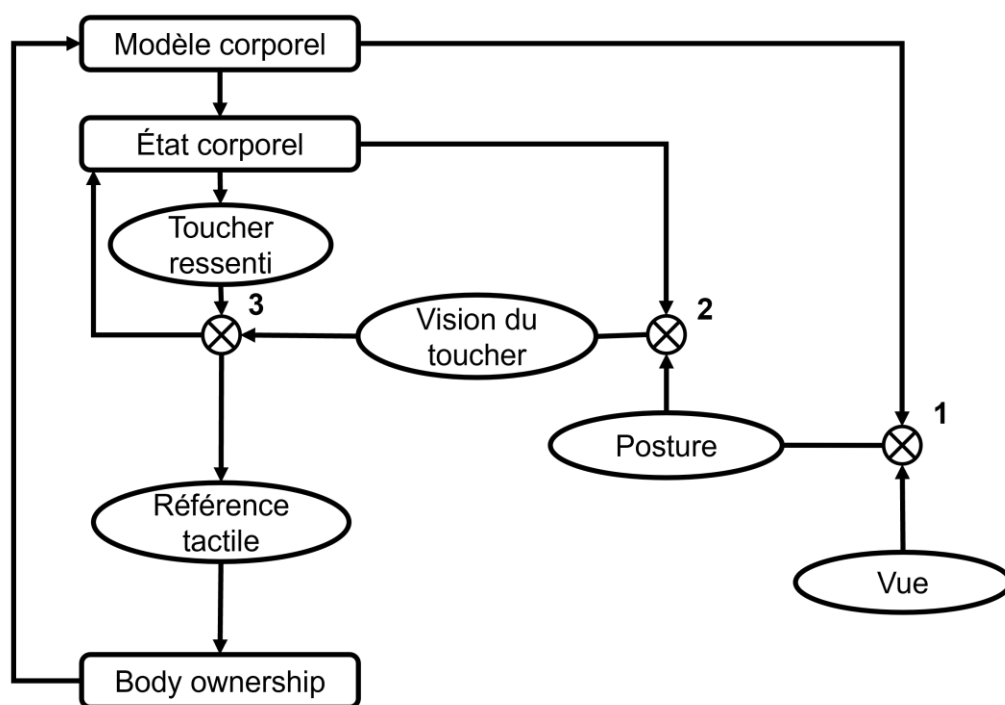 Modèle corporel
État corporel
Toucher
ressenti
3
Vision du
toucher
2
1
Posture
Référence
tactile
Vue
Body ownership